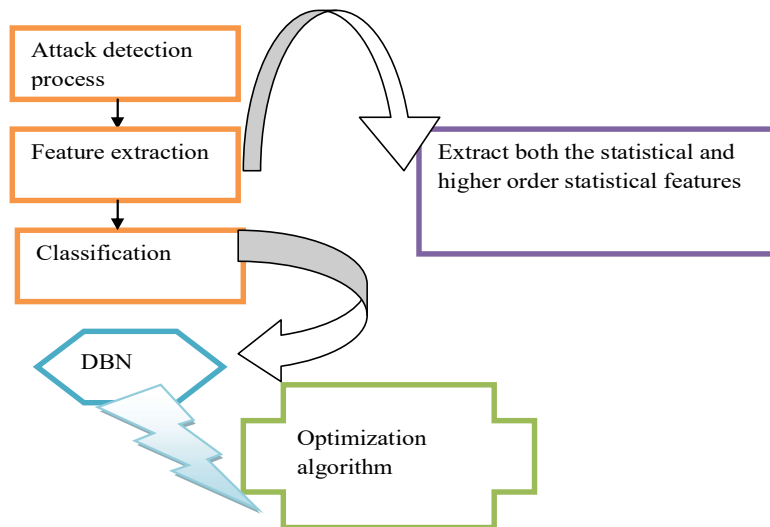 Attack detection
process
Feature extraction
Extract both the statistical and
higher order statistical features
Classification
DBN
Optimization
algorithm